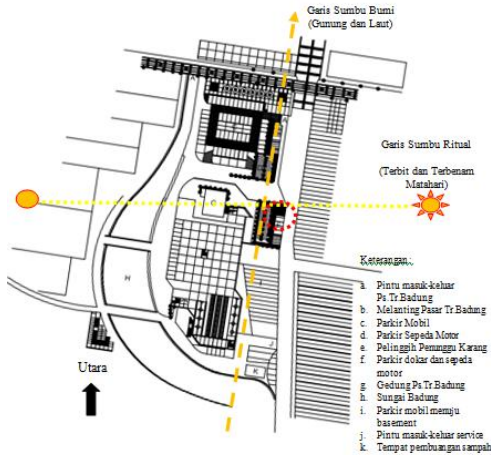 Garis Sumbu Bumi
(Gunung dan Laut)
Garis Sumbu Ritual
(Terbit dan Terbenam
Matahari)
Keterangan:
a. Pintu masuk-keluar
Ps.Tr.Badung
b. Melanting Pasar Tr.Badung
c. Parkir Mobil
d. Parkir Sepeda Motor
e. Pelinggih Penunggu Karang
f. Parkir dokar dan sepeda
motor
g. Gedung Ps.Tr.Badung
h. Sungai Badung
i. Parkir mobil menuju
basement
j. Pintu masuk-keluar service
k. Tempat pembuangan sampah
H
I
J
K
Utara